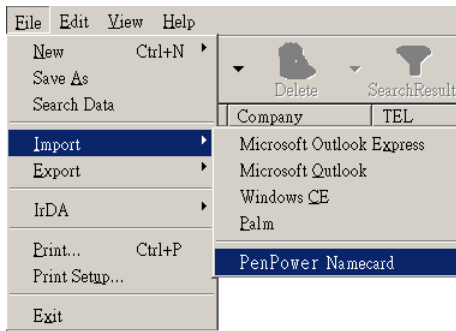 File Edit View Help
New Ctrl+N
Save As
Search Data
Import
Export
IrDA
Print... Ctrl+P
Print Setup...
Exit
Delete SearchResult
Company TEL
Microsoft Outlook Express
Microsoft Outlook
Windows CE
Palm
PenPower Namecard